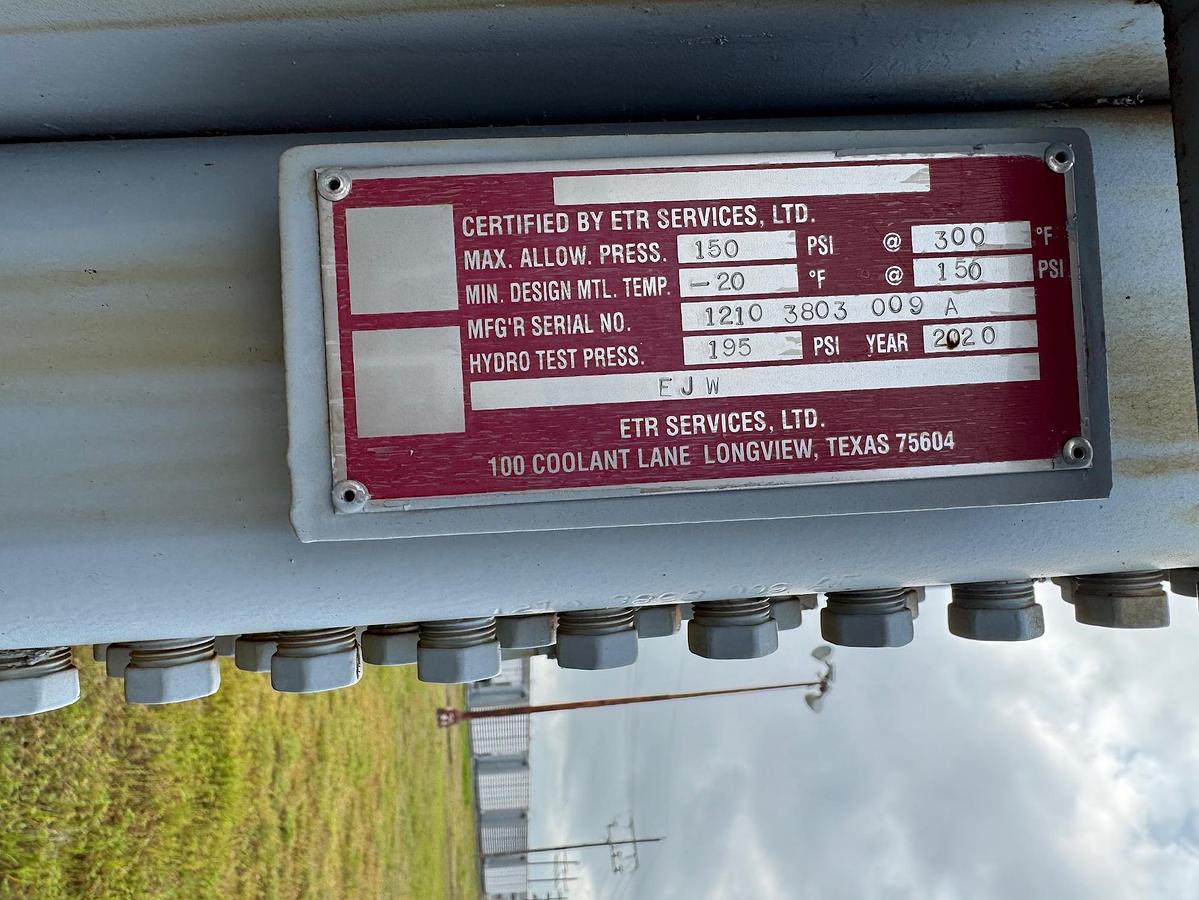 CERTIFIED BY ETR SERVICES, LTD.
MAX. ALLOW. PRESS. 150 PSI @ 300 °F
MIN. DESIGN MTL. TEMP. -20 °F @ 150 PSI
MFG'R SERIAL NO. 1210 3803 009 A
HYDRO TEST PRESS. 195 PSI YEAR 2020
EJW
ETR SERVICES, LTD.
100 COOLANT LANE LONGVIEW, TEXAS 75604